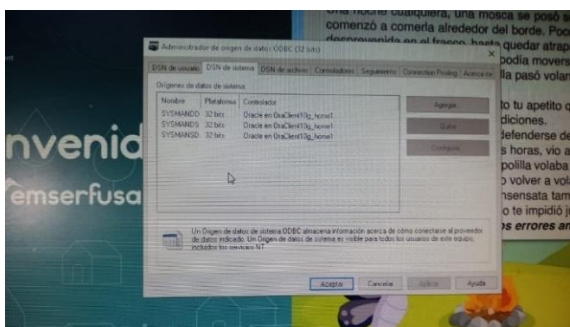 Una noche cualquiera, una mosca se posó s
comenzó a comerla alrededor del borde. Poc
desprevenida en el frasco, hasta quedar atrap
podía movers
lla pasó volan
to tu apetito q
diciones.
defenderse de
s horas, vio a
polilla volaba
o volver a vola
nsensata tam
o te impidió j
os errores an
nvenid
emserfusa
Administrador de origen de datos ODBC (32 bits)
DSN de usuario DSN de sistema DSN de archivo Controladores Seguimiento Connection Pooling Acerca de
Orígenes de datos de sistema:
Nombre Plataforma Controlador
SYSMANDD 32 bits Oracle en OraClient10g_home1
SYSMANDS 32 bits Oracle en OraClient10g_home1
SYSMANSD 32 bits Oracle en OraClient10g_home1
Agregar...
Quitar
Configurar...
Un Origen de datos de sistema ODBC almacena información acerca de cómo conectarse al proveedor
de datos indicado. Un Origen de datos de sistema es visible para todos los usuarios de este equipo,
incluidos los servicios NT.
Aceptar Cancelar Aplicar Ayuda